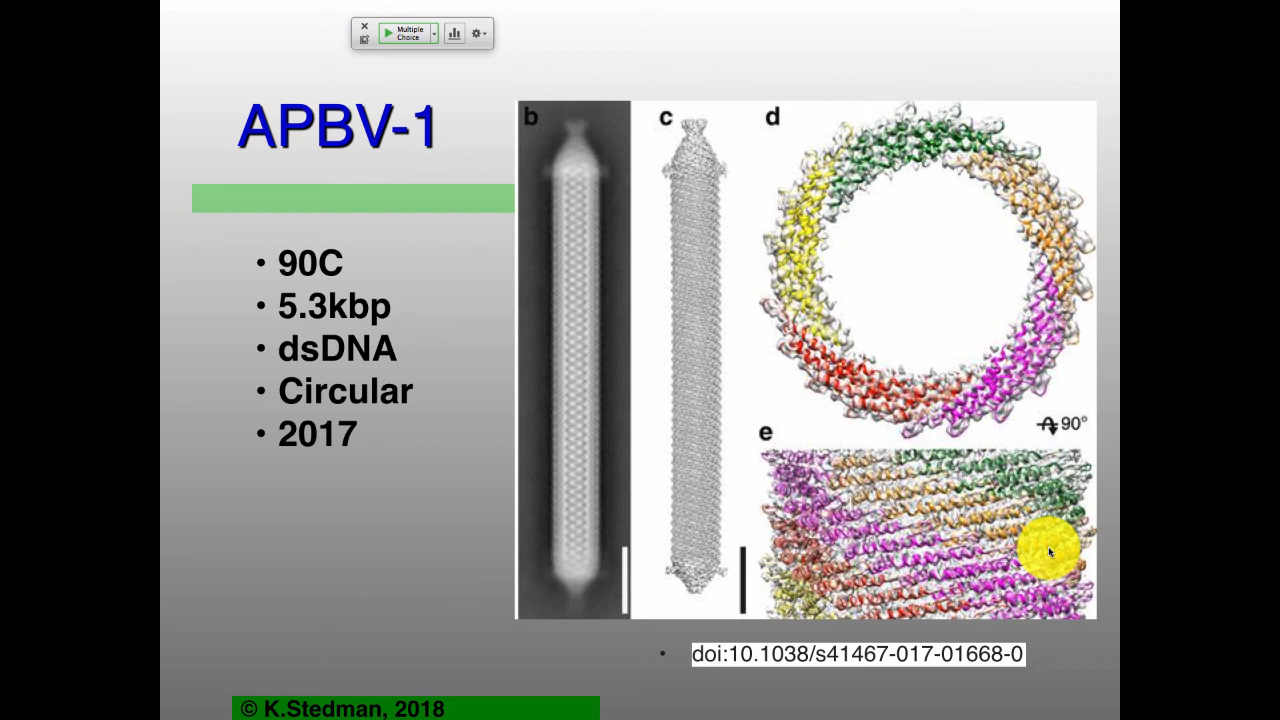 Multiple
Choice
APBV-1
b
c
d
• 90C
• 5.3kbp
• dsDNA
• Circular
• 2017
90°
e
• doi:10.1038/s41467-017-01668-0
© K.Stedman, 2018